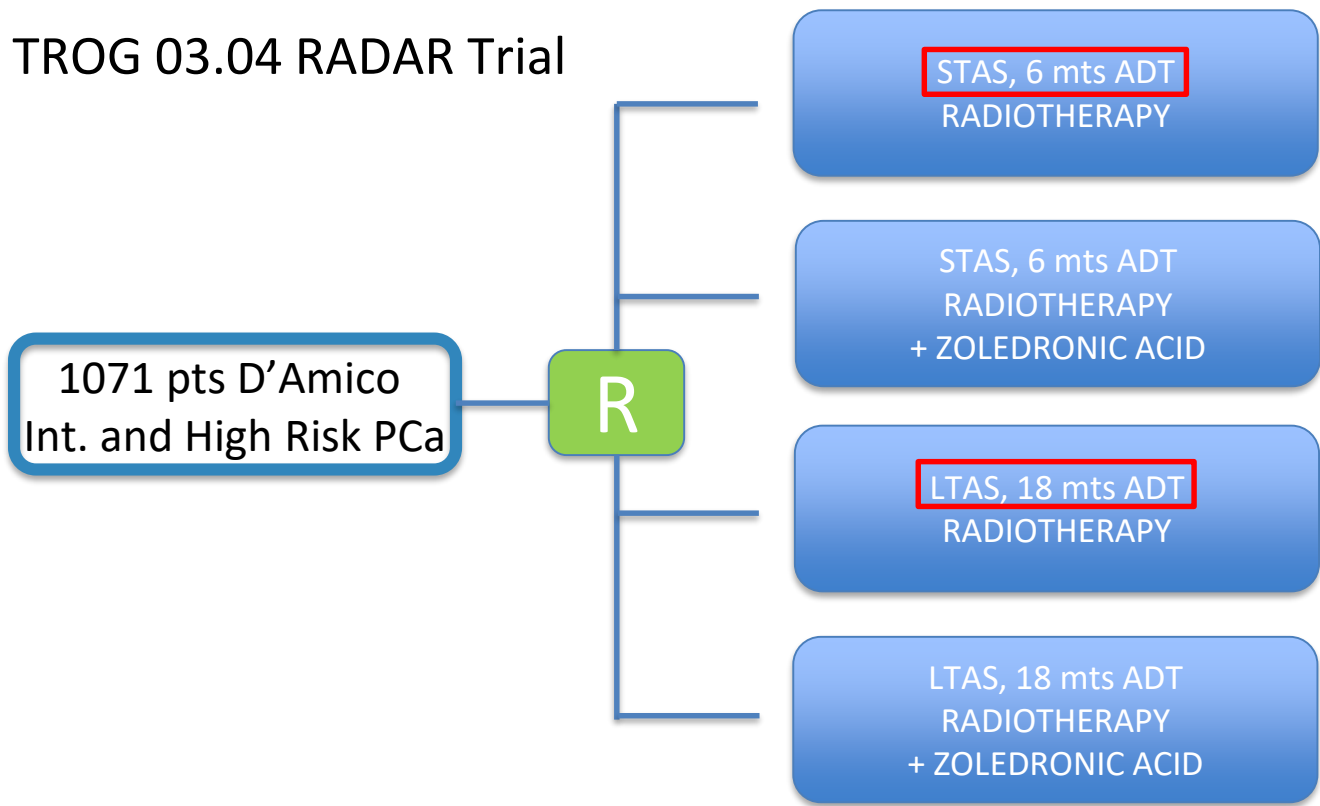 TROG 03.04 RADAR Trial
1071 pts D’Amico
Int. and High Risk PCa
R
STAS, 6 mts ADT
RADIOTHERAPY
STAS, 6 mts ADT
RADIOTHERAPY
+ ZOLEDRONIC ACID
LTAS, 18 mts ADT
RADIOTHERAPY
LTAS, 18 mts ADT
RADIOTHERAPY
+ ZOLEDRONIC ACID